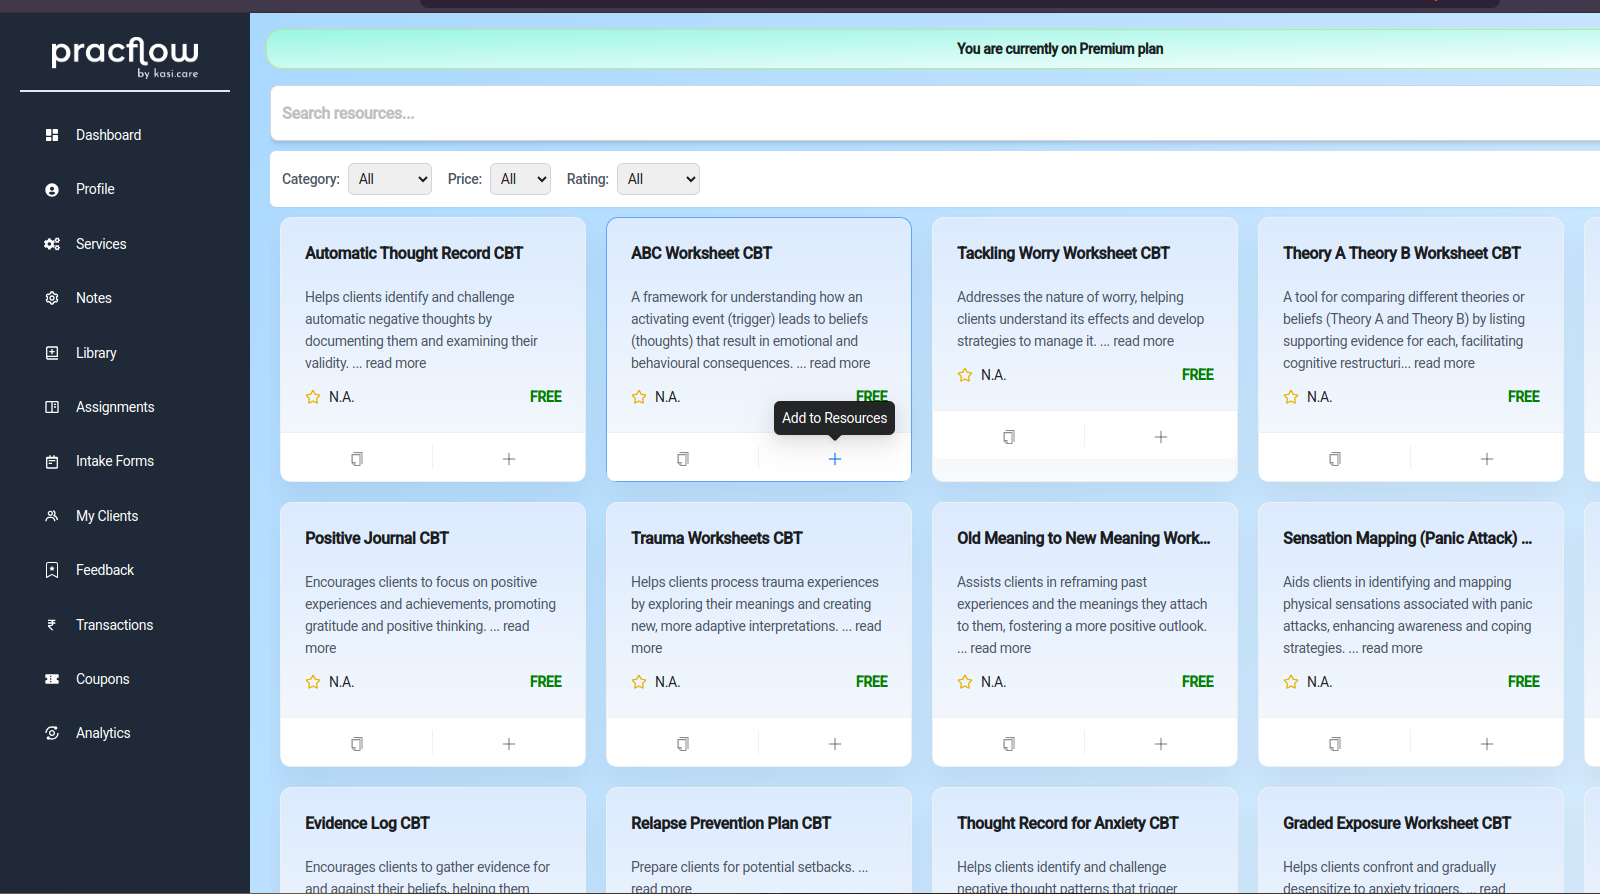 pracflow
by kasi.care
Dashboard
Profile
Services
Notes
Library
Assignments
Intake Forms
My Clients
Feedback
Transactions
Coupons
Analytics
You are currently on Premium plan
Search resources...
Category: All Price: All Rating: All
Automatic Thought Record CBT
Helps clients identify and challenge
automatic negative thoughts by
documenting them and examining their
validity. ... read more
N.A. FREE
ABC Worksheet CBT
A framework for understanding how an
activating event (trigger) leads to beliefs
(thoughts) that result in emotional and
behavioural consequences. ... read more
N.A. FREE
Add to Resources
Tackling Worry Worksheet CBT
Addresses the nature of worry, helping
clients understand its effects and develop
strategies to manage it. ... read more
N.A. FREE
Theory A Theory B Worksheet CBT
A tool for comparing different theories or
beliefs (Theory A and Theory B) by listing
supporting evidence for each, facilitating
cognitive restructuri... read more
N.A. FREE
Positive Journal CBT
Encourages clients to focus on positive
experiences and achievements, promoting
gratitude and positive thinking. ... read
more
N.A. FREE
Trauma Worksheets CBT
Helps clients process trauma experiences
by exploring their meanings and creating
new, more adaptive interpretations. ... read
more
N.A. FREE
Old Meaning to New Meaning Work...
Assists clients in reframing past
experiences and the meanings they attach
to them, fostering a more positive outlook.
... read more
N.A. FREE
Sensation Mapping (Panic Attack) ...
Aids clients in identifying and mapping
physical sensations associated with panic
attacks, enhancing awareness and coping
strategies. ... read more
N.A. FREE
Evidence Log CBT
Encourages clients to gather evidence for
and against their beliefs, helping them
Relapse Prevention Plan CBT
Prepare clients for potential setbacks. ...
read more
Thought Record for Anxiety CBT
Helps clients identify and challenge
negative thought patterns that trigger
Graded Exposure Worksheet CBT
Helps clients confront and gradually
desensitize to anxiety triggers. ... read